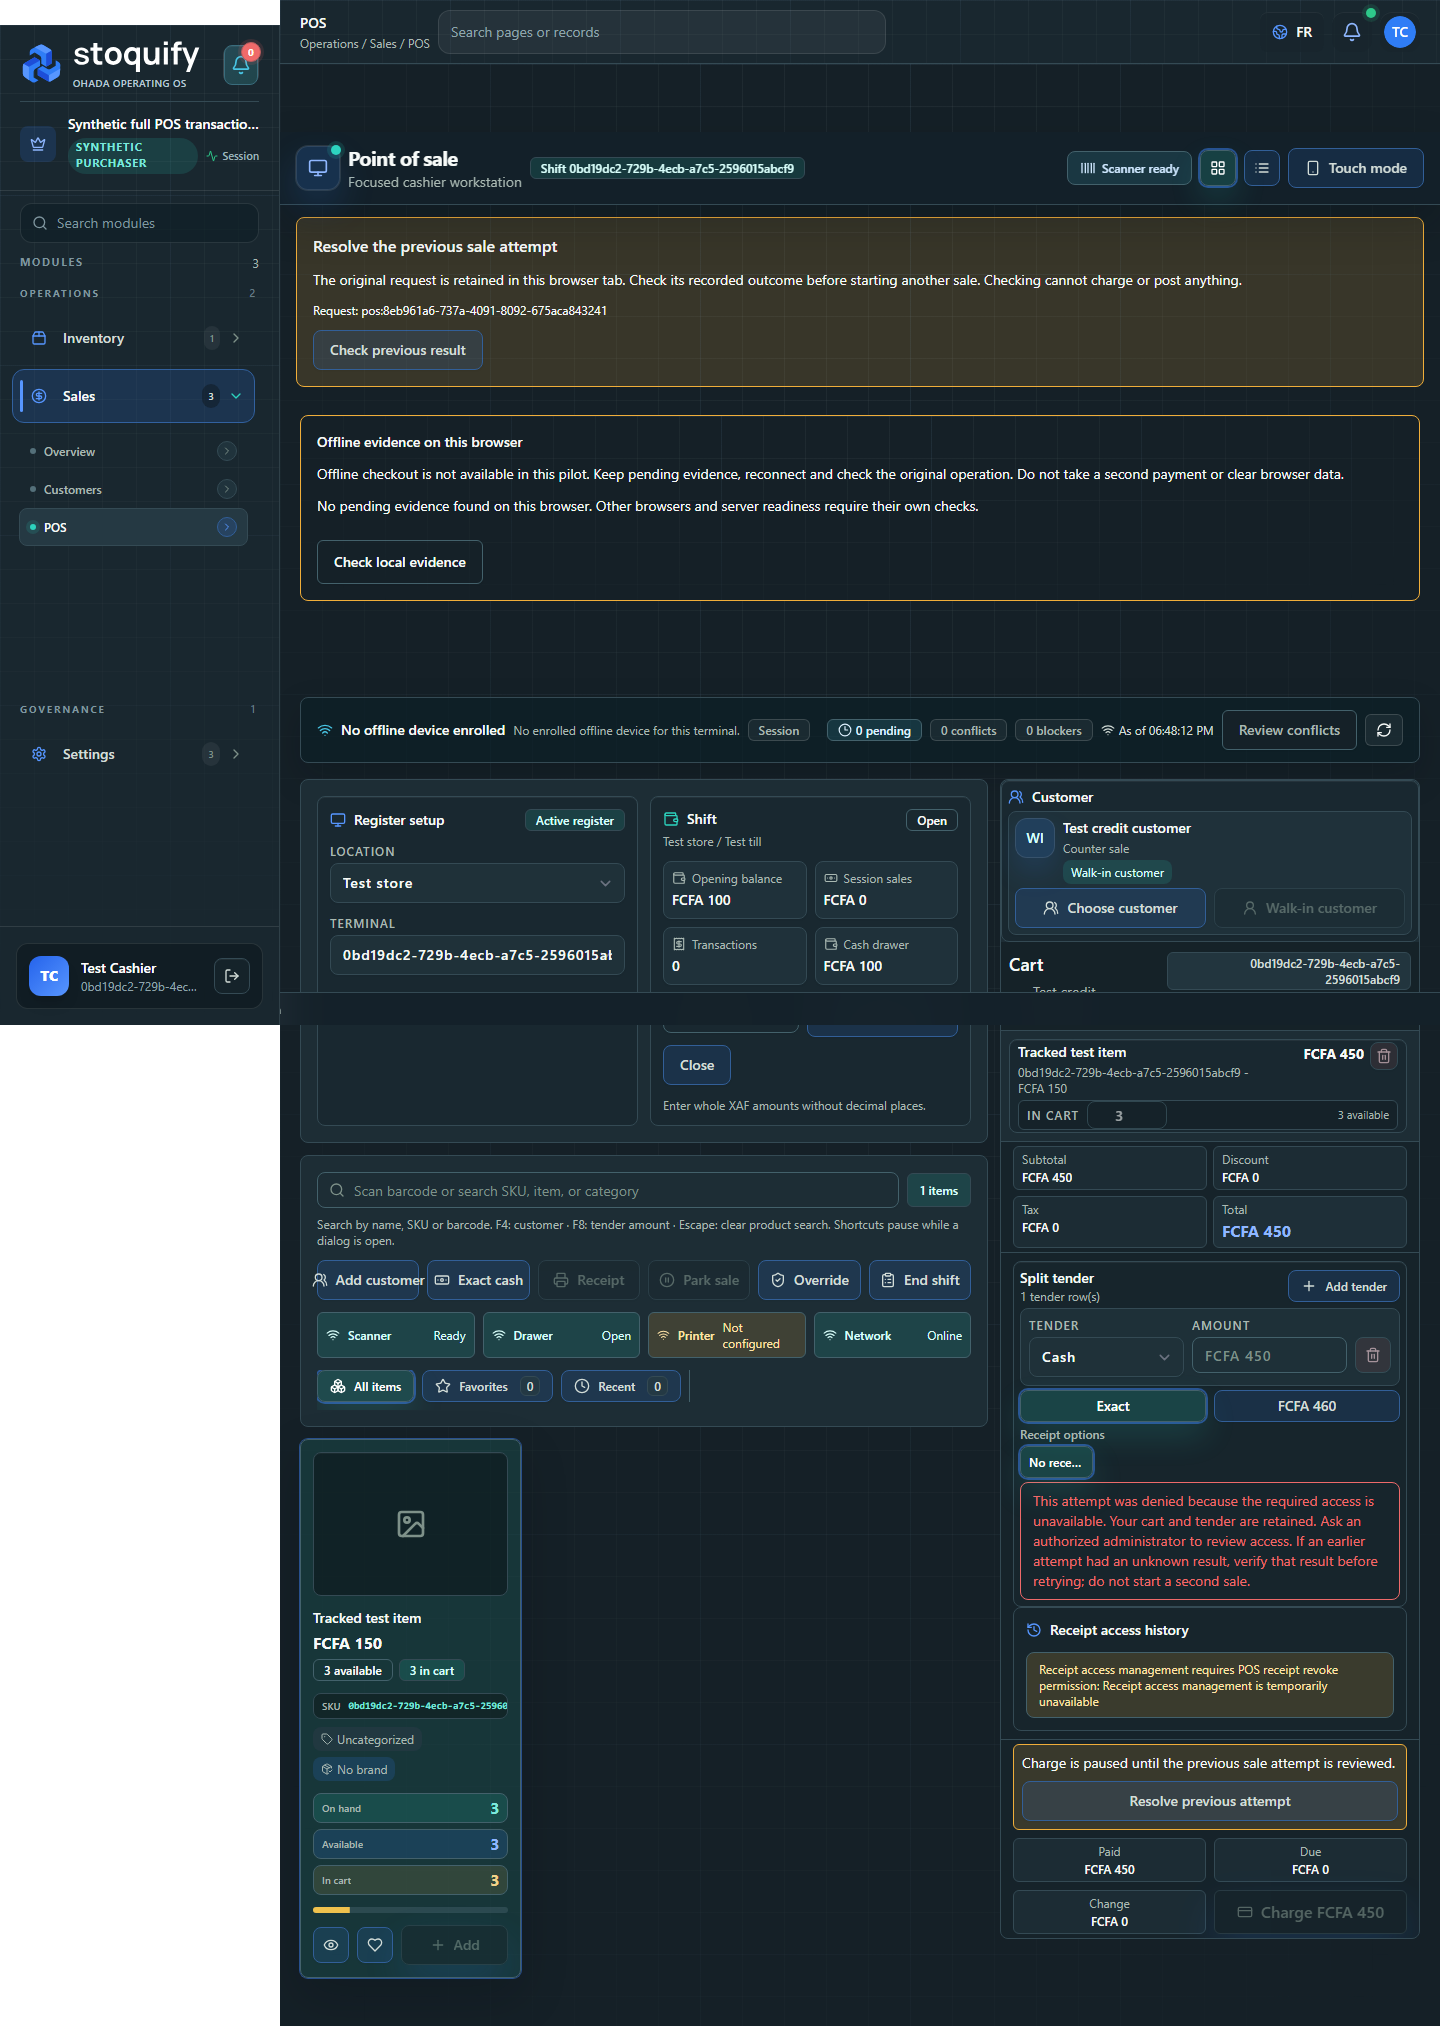 stoquify
OHADA OPERATING OS
0
Synthetic full POS transactio...
SYNTHETIC PURCHASER
Session
Search modules
MODULES
3
OPERATIONS
2
Inventory
1
Sales
3
Overview
Customers
POS
GOVERNANCE
1
Settings
3
TC
Test Cashier
0bd19dc2-729b-4ec...
POS
Operations / Sales / POS
Search pages or records
FR
TC
Point of sale
Focused cashier workstation
Shift 0bd19dc2-729b-4ecb-a7c5-2596015abcf9
Scanner ready
Touch mode
Resolve the previous sale attempt
The original request is retained in this browser tab. Check its recorded outcome before starting another sale. Checking cannot charge or post anything.
Request: pos:8eb961a6-737a-4091-8092-675aca843241
Check previous result
Offline evidence on this browser
Offline checkout is not available in this pilot. Keep pending evidence, reconnect and check the original operation. Do not take a second payment or clear browser data.
No pending evidence found on this browser. Other browsers and server readiness require their own checks.
Check local evidence
No offline device enrolled
No enrolled offline device for this terminal.
Session
0 pending
0 conflicts
0 blockers
As of 06:48:12 PM
Review conflicts
Register setup
Active register
LOCATION
Test store
TERMINAL
0bd19dc2-729b-4ecb-a7c5-2596015ab
Shift
Open
Test store / Test till
Opening balance
FCFA 100
Session sales
FCFA 0
Transactions
0
Cash drawer
FCFA 100
Close
Enter whole XAF amounts without decimal places.
Scan barcode or search SKU, item, or category
1 items
Search by name, SKU or barcode. F4: customer · F8: tender amount · Escape: clear product search. Shortcuts pause while a
dialog is open.
Add customer
Exact cash
Receipt
Park sale
Override
End shift
Scanner
Ready
Drawer
Open
Printer
Not configured
Network
Online
All items
Favorites
0
Recent
0
Tracked test item
FCFA 150
3 available
3 in cart
SKU 0bd19dc2-729b-4ecb-a7c5-25960
Uncategorized
No brand
On hand
3
Available
3
In cart
3
Add
Customer
WI
Test credit customer
Counter sale
Walk-in customer
Choose customer
Walk-in customer
Cart
0bd19dc2-729b-4ecb-a7c5-
2596015abcf9
Test credit
Tracked test item
FCFA 450
0bd19dc2-729b-4ecb-a7c5-2596015abcf9 -
FCFA 150
IN CART
3
3 available
Subtotal
FCFA 450
Discount
FCFA 0
Tax
FCFA 0
Total
FCFA 450
Split tender
1 tender row(s)
Add tender
TENDER
Cash
AMOUNT
FCFA 450
Exact
FCFA 460
Receipt options
No rece...
This attempt was denied because the required access is
unavailable. Your cart and tender are retained. Ask an
authorized administrator to review access. If an earlier
attempt had an unknown result, verify that result before
retrying; do not start a second sale.
Receipt access history
Receipt access management requires POS receipt revoke
permission: Receipt access management is temporarily
unavailable
Charge is paused until the previous sale attempt is reviewed.
Resolve previous attempt
Paid
FCFA 450
Due
FCFA 0
Change
FCFA 0
Charge FCFA 450